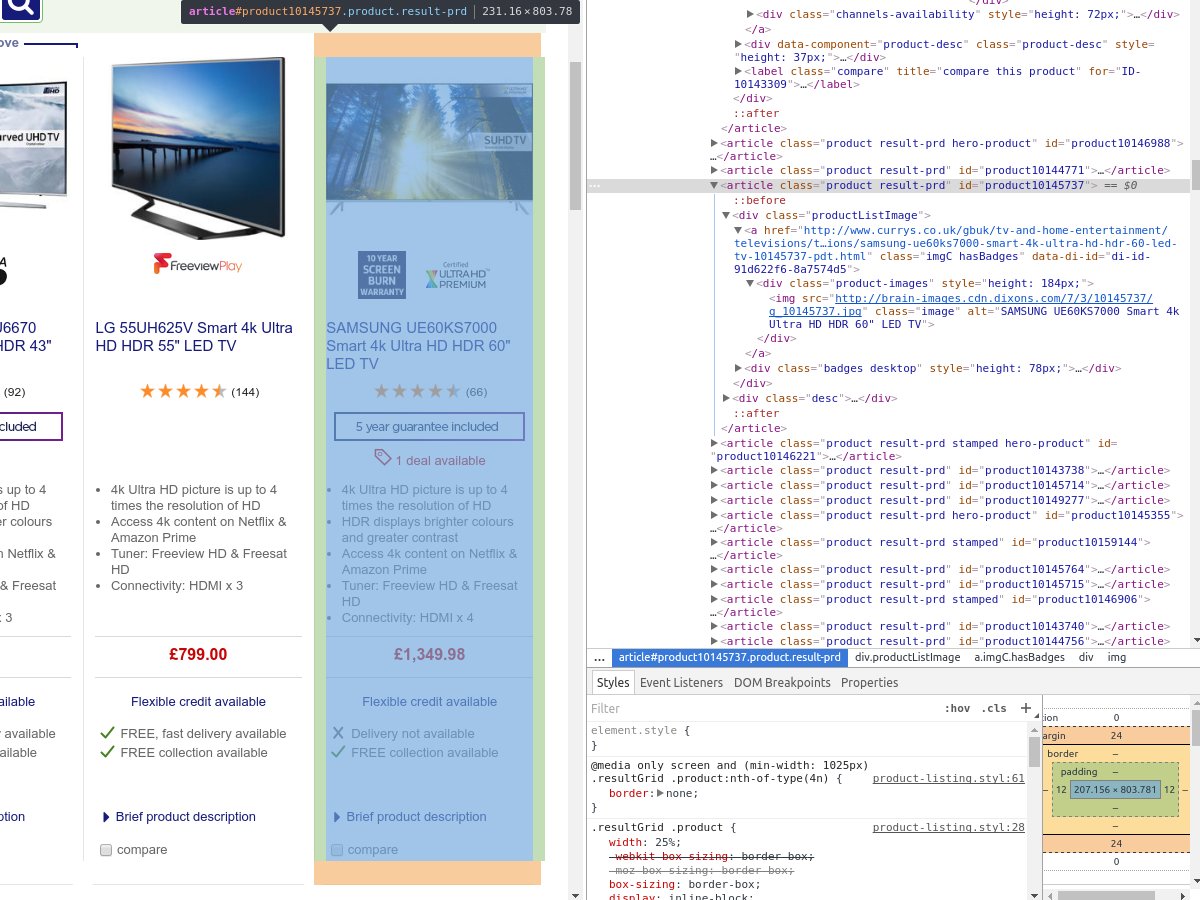 article#product10145737.product.result-prd 231.16 × 803.78
ove
urved UHD TV
SUHD TV
Freeview Play
10 YEAR
SCREEN
BURN
WARRANTY
Certified
ULTRA HD
PREMIUM
J6670
HDR 43"
LG 55UH625V Smart 4k Ultra
HD HDR 55" LED TV
SAMSUNG UE60KS7000
Smart 4k Ultra HD HDR 60"
LED TV
(92)
(144)
(66)
cluded
5 year guarantee included
1 deal available
s up to 4
of HD
er colours
n Netflix &
& Freesat
x 3
4k Ultra HD picture is up to 4
times the resolution of HD
Access 4k content on Netflix &
Amazon Prime
Tuner: Freeview HD & Freesat
HD
Connectivity: HDMI x 3
4k Ultra HD picture is up to 4
times the resolution of HD
HDR displays brighter colours
and greater contrast
Access 4k content on Netflix &
Amazon Prime
Tuner: Freeview HD & Freesat
HD
Connectivity: HDMI x 4
£799.00
£1,349.98
ailable
Flexible credit available
Flexible credit available
y available
ailable
FREE, fast delivery available
FREE collection available
Delivery not available
FREE collection available
ption
Brief product description
Brief product description
compare
compare
</div>
<div class="channels-availability" style="height: 72px;">…</div>
</a>
<div data-component="product-desc" class="product-desc" style=
"height: 37px;">…</div>
<label class="compare" title="compare this product" for="ID-
10143309">…</label>
</div>
::after
</article>
<article class="product result-prd hero-product" id="product10146988">
…</article>
<article class="product result-prd" id="product10144771">…</article>
<article class="product result-prd" id="product10145737"> == $0
::before
<div class="productListImage">
<a href="http://www.currys.co.uk/gbuk/tv-and-home-entertainment/
televisions/t…ions/samsung-ue60ks7000-smart-4k-ultra-hd-hdr-60-led-
tv-10145737-pdt.html" class="imgC hasBadges" data-di-id="di-id-
91d622f6-8a7574d5">
<div class="product-images" style="height: 184px;">
<img src="http://brain-images.cdn.dixons.com/7/3/10145737/
g_10145737.jpg" class="image" alt="SAMSUNG UE60KS7000 Smart 4k
Ultra HD HDR 60" LED TV">
</div>
</a>
<div class="badges desktop" style="height: 78px;">…</div>
</div>
<div class="desc">…</div>
::after
</article>
<article class="product result-prd stamped hero-product" id=
"product10146221">…</article>
<article class="product result-prd" id="product10143738">…</article>
<article class="product result-prd" id="product10145714">…</article>
<article class="product result-prd" id="product10149277">…</article>
<article class="product result-prd hero-product" id="product10145355">
…</article>
<article class="product result-prd stamped" id="product10159144">
…</article>
<article class="product result-prd" id="product10145764">…</article>
<article class="product result-prd" id="product10145715">…</article>
<article class="product result-prd stamped" id="product10146906">
…</article>
<article class="product result-prd" id="product10143740">…</article>
<article class="product result-prd" id="product10144756">…</article>
... article#product10145737.product.result-prd div.productListImage a.imgC.hasBadges div img
Styles Event Listeners DOM Breakpoints Properties
Filter :hov .cls +
element.style {
}
@media only screen and (min-width: 1025px)
.resultGrid .product:nth-of-type(4n) { product-listing.styl:61
border: none;
}
.resultGrid .product { product-listing.styl:28
width: 25%;
-webkit-box-sizing: border-box;
-moz-box-sizing: border-box;
box-sizing: border-box;
display: inline-block;
ion 0
argin 24
border –
padding –
– 12 207.156 × 803.781 12 –
–
–
24
0